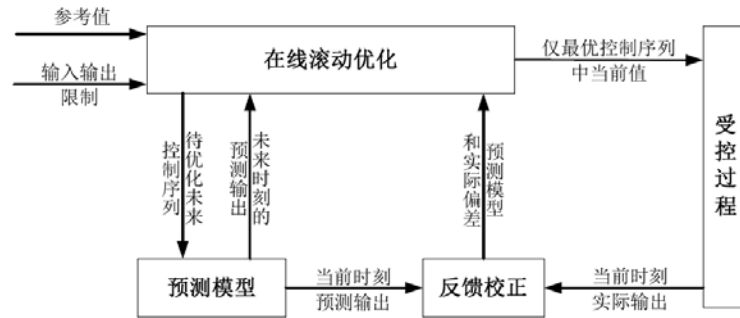 参考值
在线滚动优化
仅最优控制序列
中当前值
输入输出
限制
受控过程
待优化未来
控制序列
未来时刻的
预测输出
预测模型
和实际偏差
预测模型
当前时刻
预测输出
反馈校正
当前时刻
实际输出